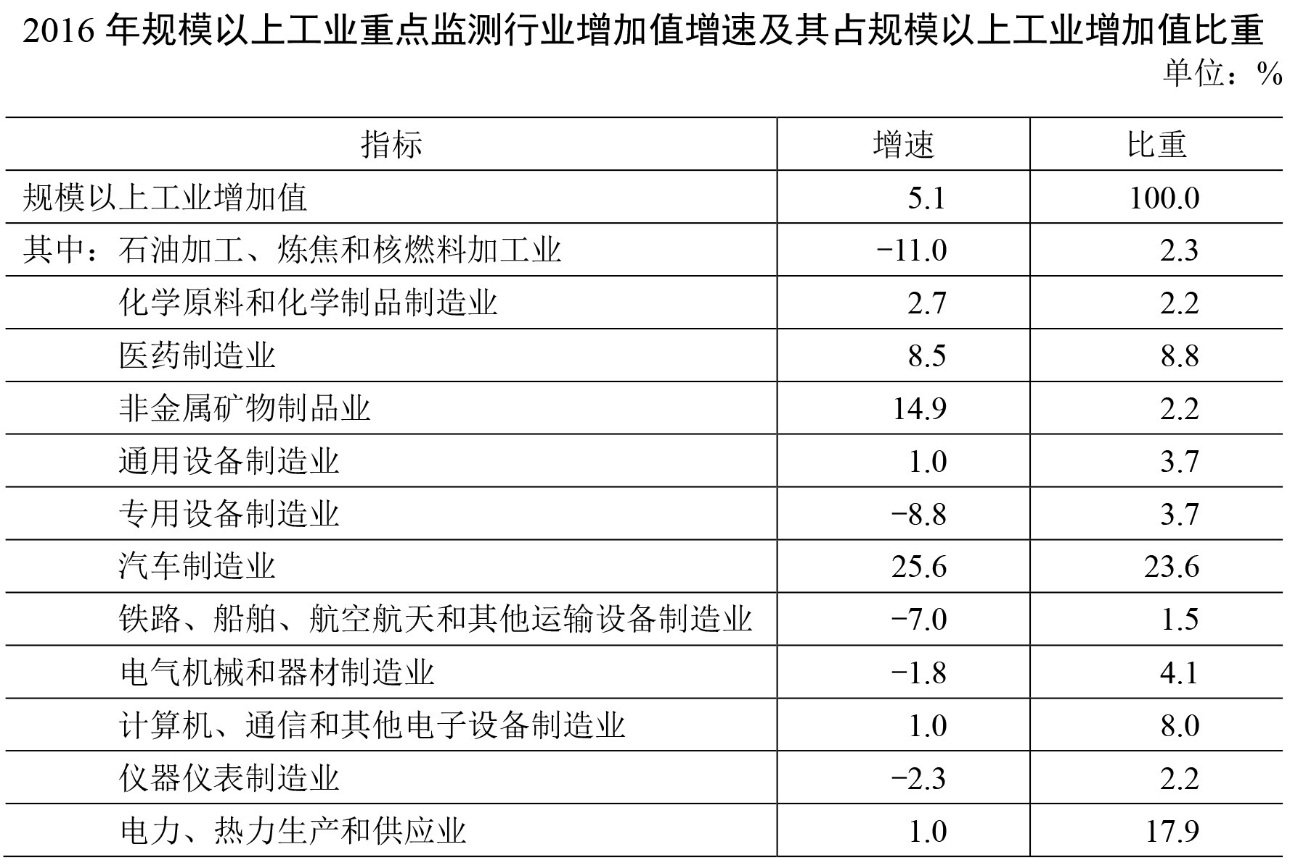 2016 年规模以上工业重点监测行业增加值增速及其占规模以上工业增加值比重
单位：%
指标 增速 比重
规模以上工业增加值 5.1 100.0
其中：石油加工、炼焦和核燃料加工业 -11.0 2.3
化学原料和化学制品制造业 2.7 2.2
医药制造业 8.5 8.8
非金属矿物制品业 14.9 2.2
通用设备制造业 1.0 3.7
专用设备制造业 -8.8 3.7
汽车制造业 25.6 23.6
铁路、船舶、航空航天和其他运输设备制造业 -7.0 1.5
电气机械和器材制造业 -1.8 4.1
计算机、通信和其他电子设备制造业 1.0 8.0
仪器仪表制造业 -2.3 2.2
电力、热力生产和供应业 1.0 17.9